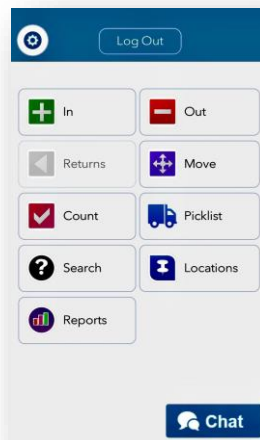 Log Out
In
Out
Returns
Move
Count
Picklist
Search
Locations
Reports
Chat